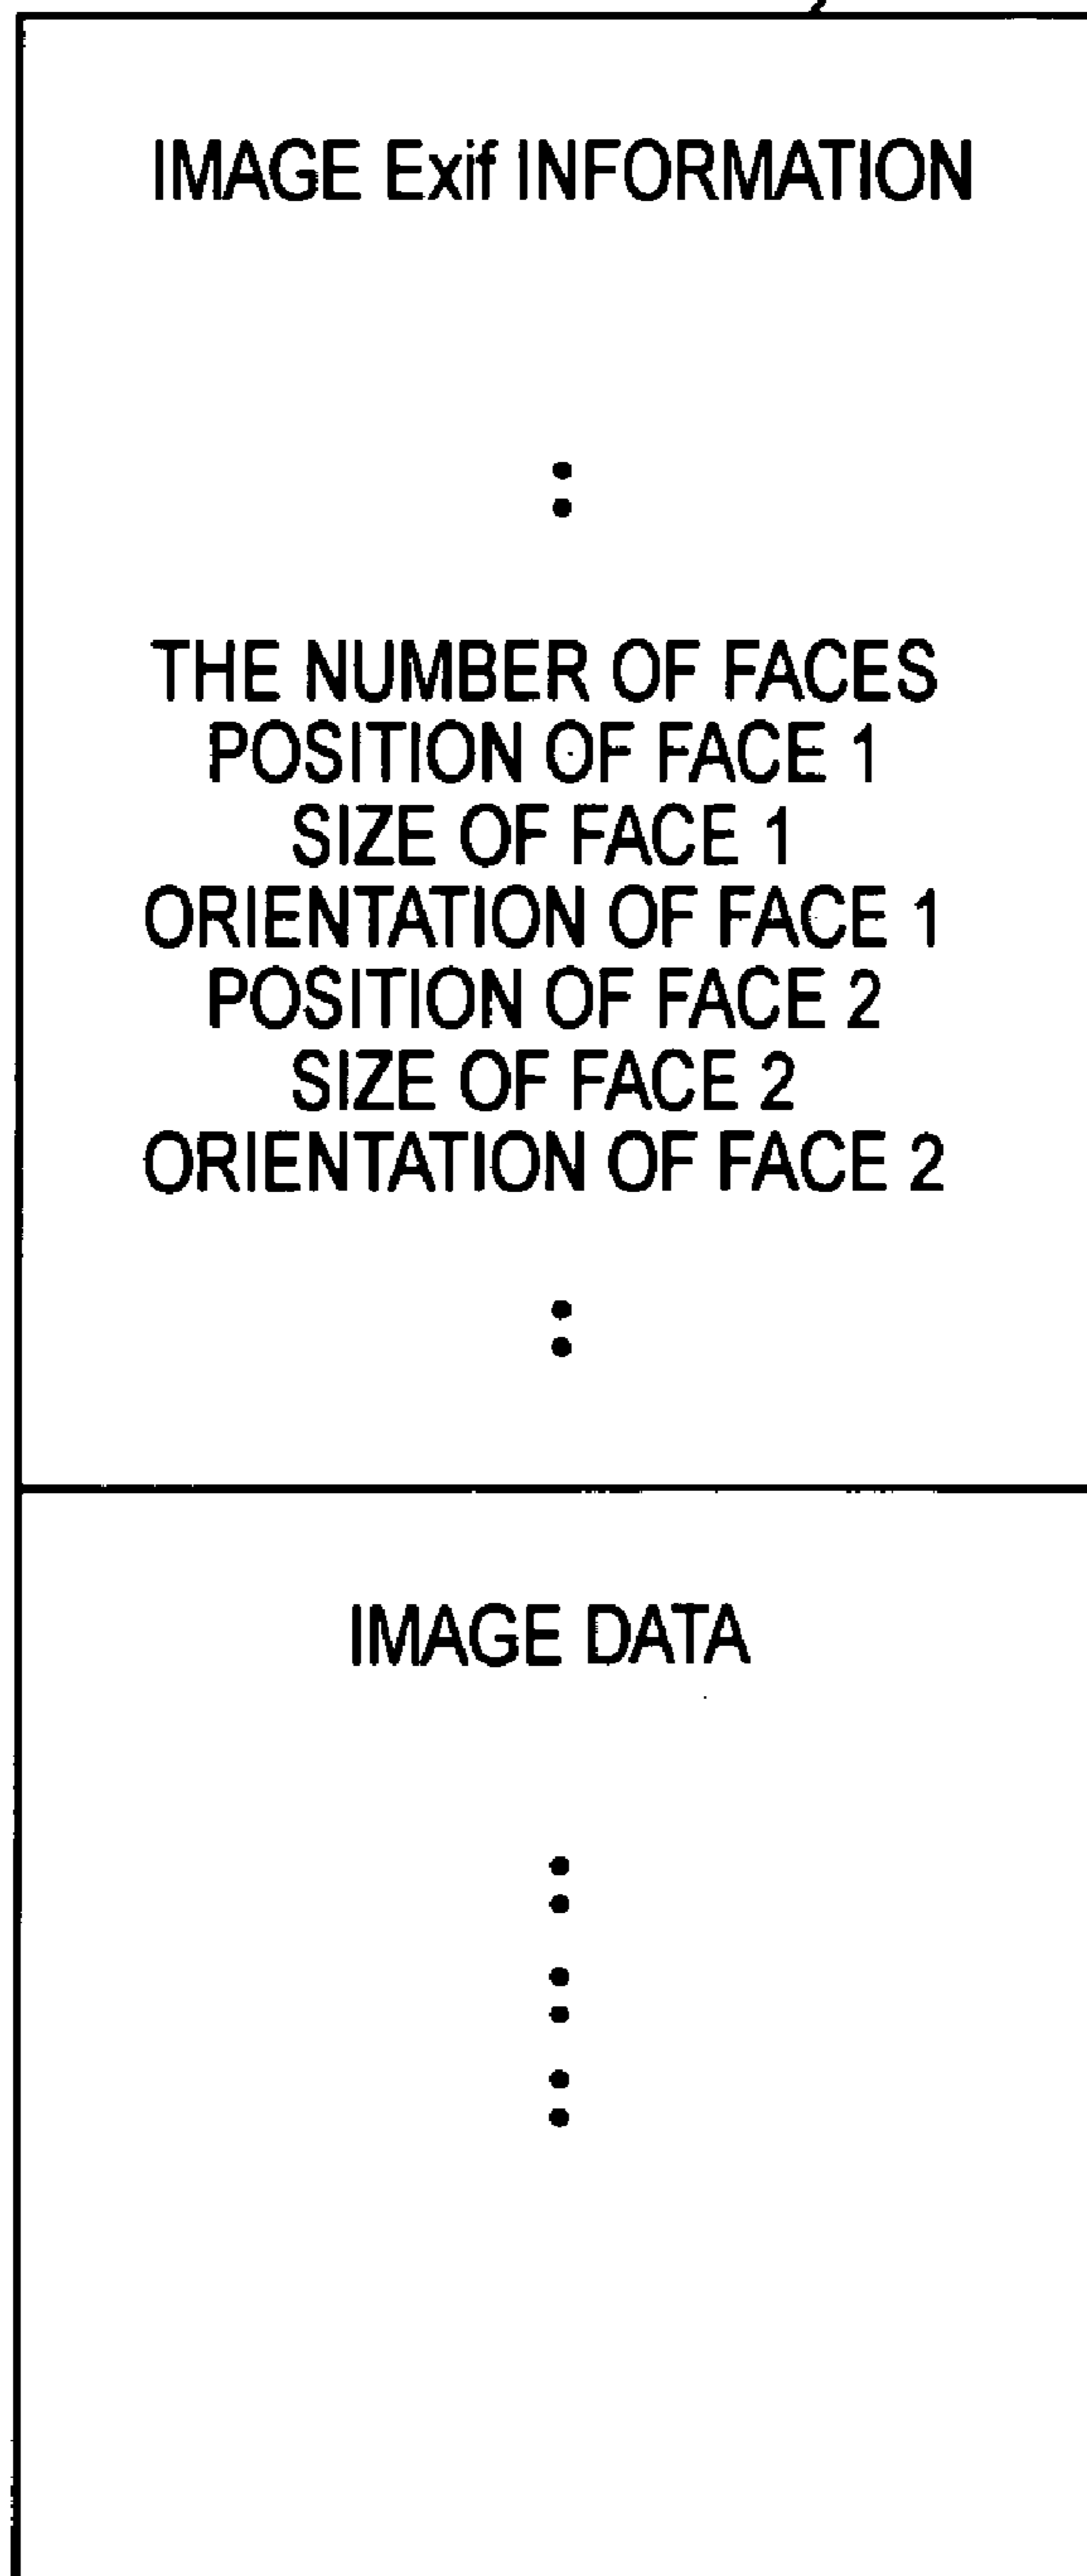 IMAGE Exif INFORMATION
:
THE NUMBER OF FACES
POSITION OF FACE 1
SIZE OF FACE 1
ORIENTATION OF FACE 1
POSITION OF FACE 2
SIZE OF FACE 2
ORIENTATION OF FACE 2
:
IMAGE DATA
:
:
: